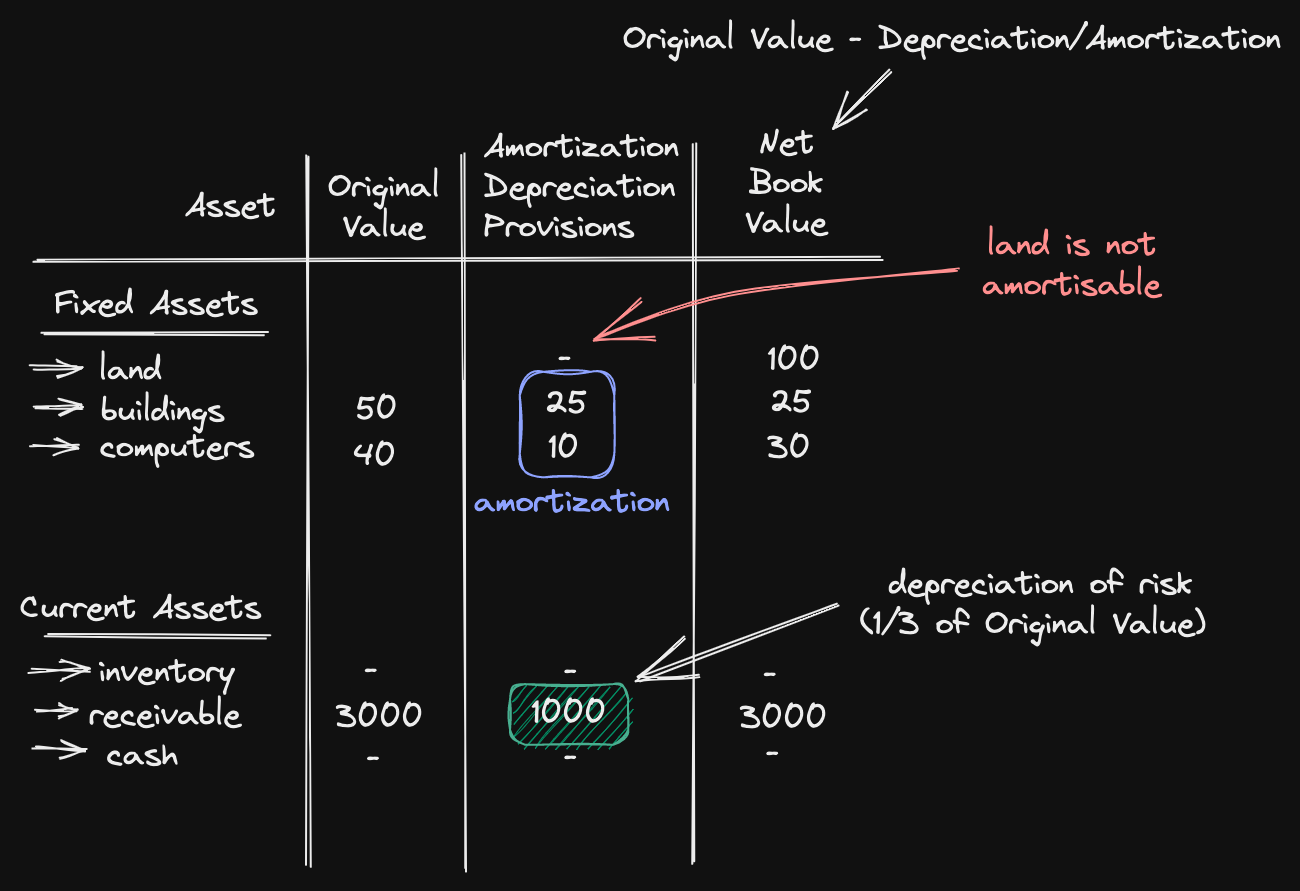 Original Value - Depreciation/Amortization
Asset
Original
Value
Amortization
Depreciation
Provisions
Net
Book
Value
land is not
amortisable
Fixed Assets
land - 100
buildings 50 25 25
computers 40 10 30
amortization
depreciation of risk
(1/3 of Original Value)
Current Assets
inventory - - -
receivable 3000 1000 3000
cash - - -